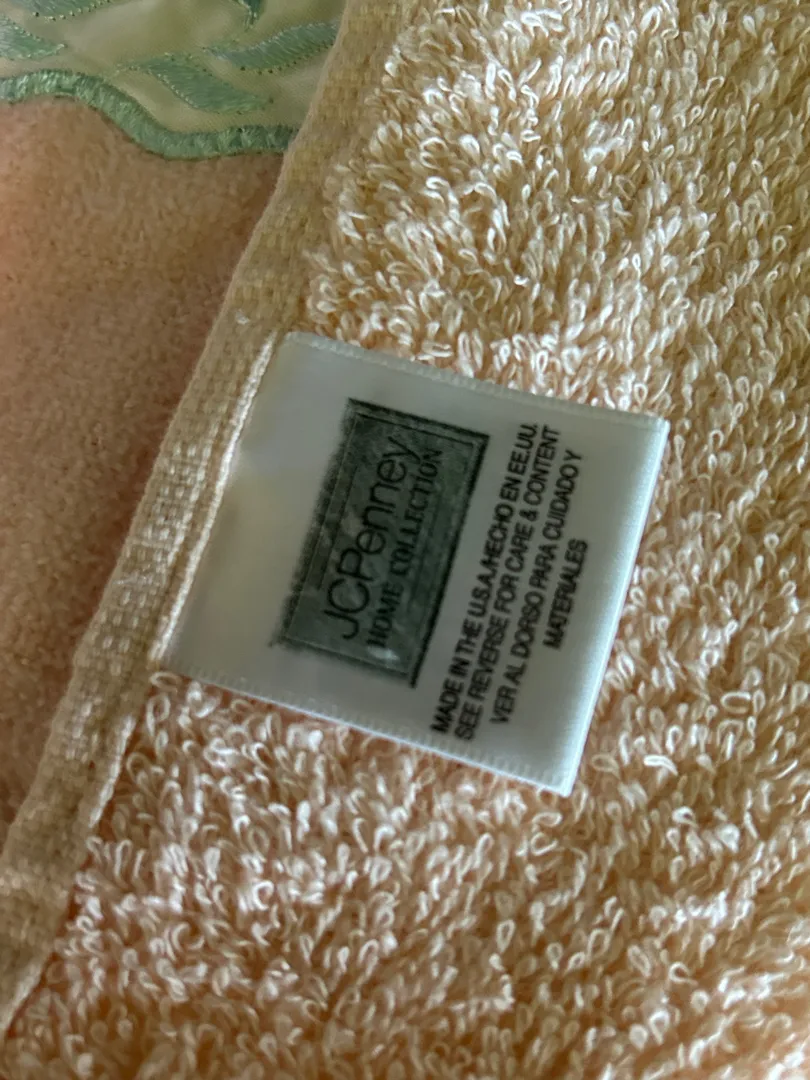 JCPenney
HOME COLLECTION
MADE IN THE U.S.A./HECHO EN EE.UU.
SEE REVERSE FOR CARE & CONTENT
VER AL DORSO PARA CUIDADO Y
MATERIALES